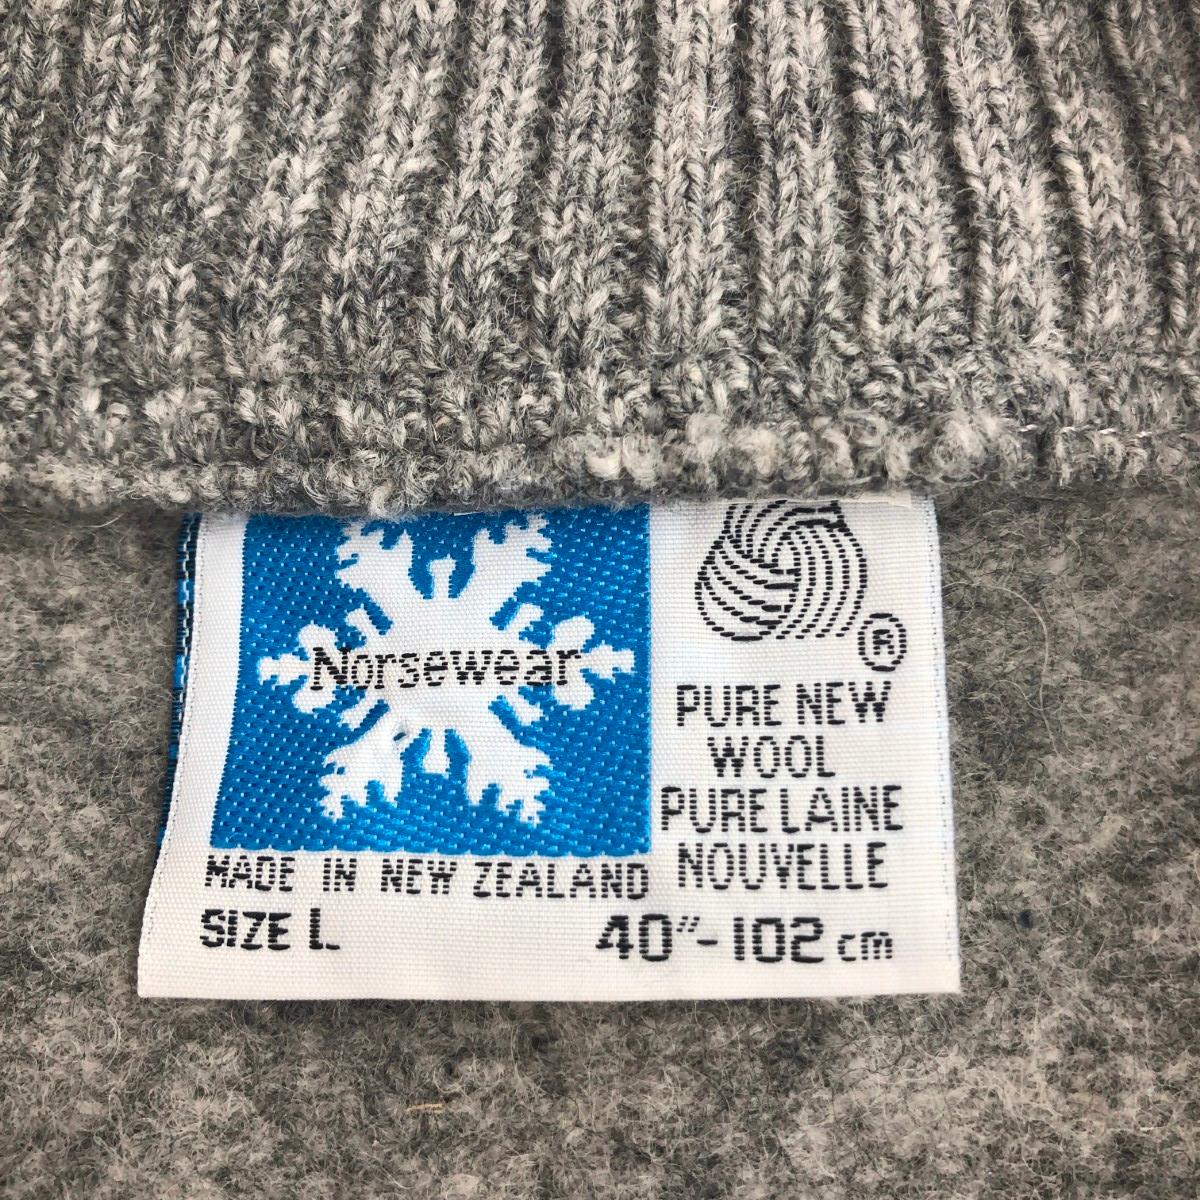 Norsewear
®
PURE NEW
WOOL
PURE LAINE
NOUVELLE
MADE IN NEW ZEALAND
SIZE L
40"-102 cm